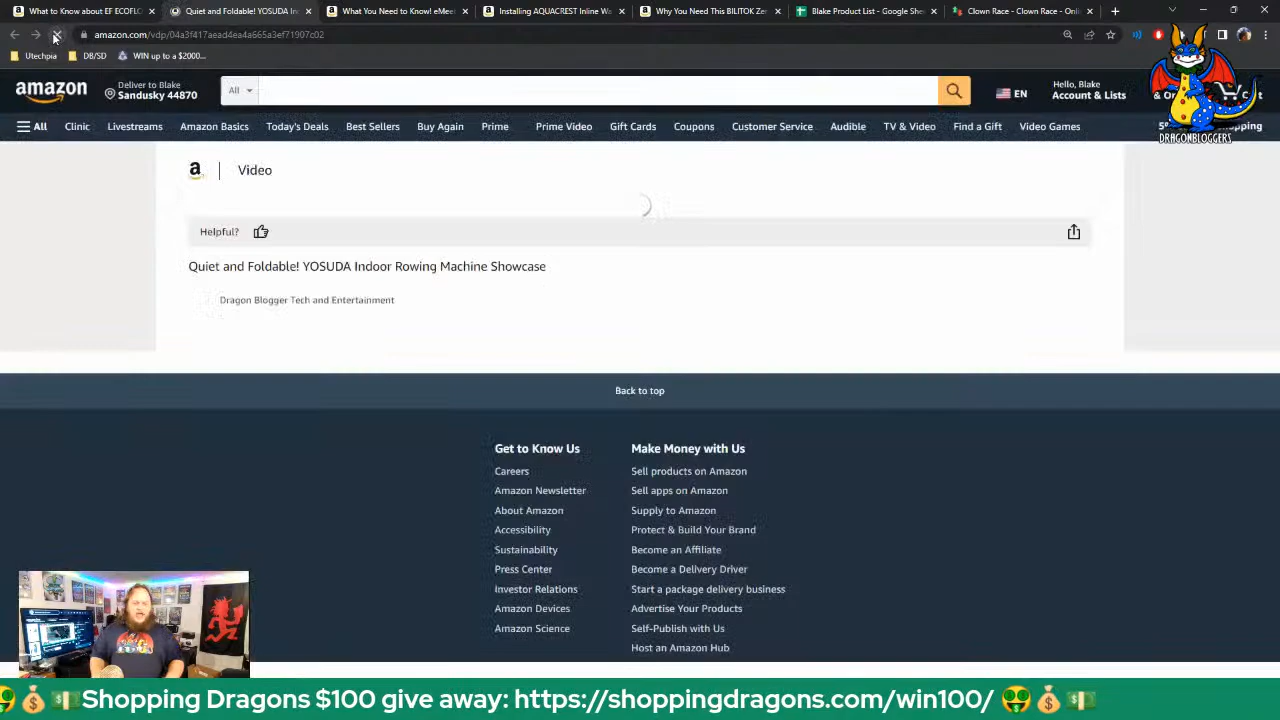 What You Need to Know about EF ECOFLO
Quiet and Foldable! YOSUDA Ind
What You Need to Know! eMeet
Installing AQUACREST Inline Wa
Why You Need This BILITOK Ze
Blake Product List - Google She
Clown Race - Clown Race - Onli
amazon.com/vdp/04a3f417aead4ea4a665a3ef71907c02
Utechpia
DB/SD
WIN up to a $2000...
amazon
Deliver to Blake
Sandusky 44870
All
EN
Hello, Blake
Account & Lists
& Or
Cart
All
Clinic
Livestreams
Amazon Basics
Today's Deals
Best Sellers
Buy Again
Prime
Prime Video
Gift Cards
Coupons
Customer Service
Audible
TV & Video
Find a Gift
Video Games
DRAGONBLOGGERS
a
Video
Helpful?
Quiet and Foldable! YOSUDA Indoor Rowing Machine Showcase
Dragon Blogger Tech and Entertainment
Back to top
Get to Know Us
Careers
Amazon Newsletter
About Amazon
Accessibility
Sustainability
Press Center
Investor Relations
Amazon Devices
Amazon Science
Make Money with Us
Sell products on Amazon
Sell apps on Amazon
Supply to Amazon
Protect & Build Your Brand
Become an Affiliate
Become a Delivery Driver
Start a package delivery business
Advertise Your Products
Self-Publish with Us
Host an Amazon Hub
Shopping Dragons $100 give away: https://shoppingdragons.com/win100/